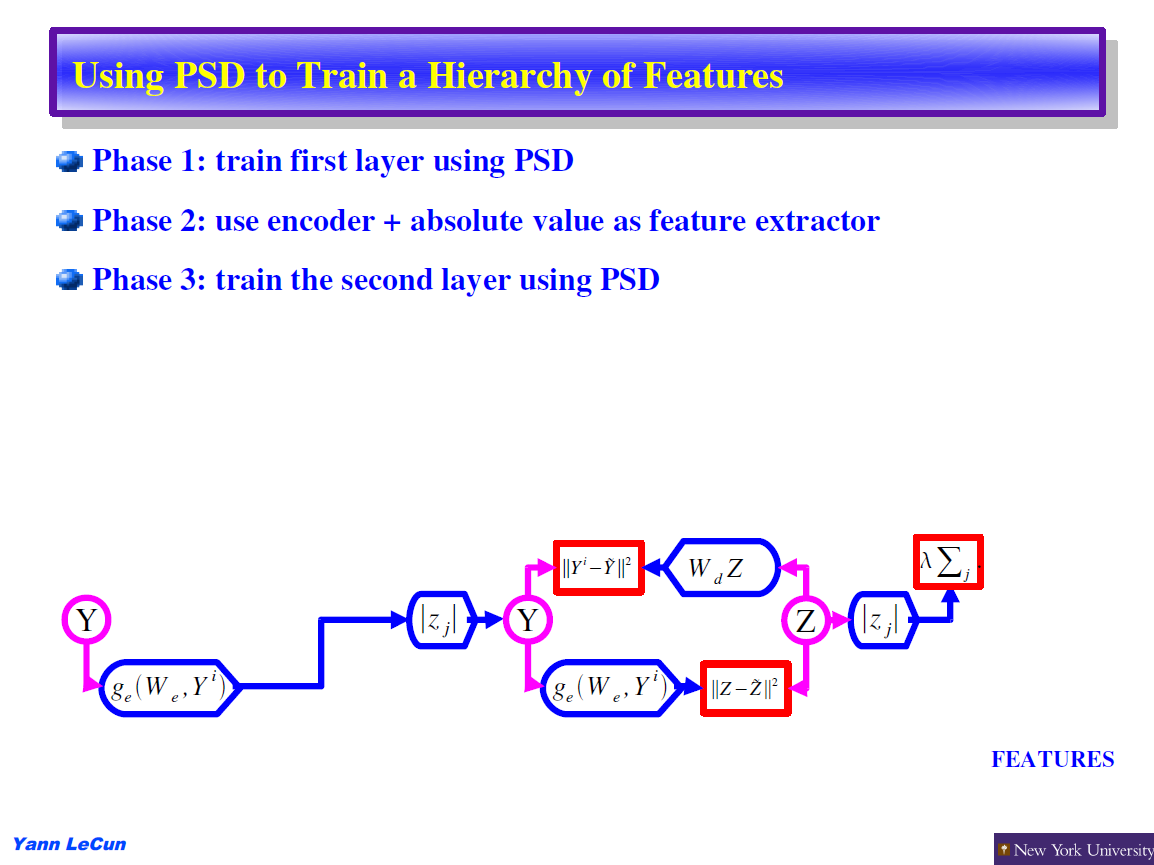 Using PSD to Train a Hierarchy of Features
Phase 1: train first layer using PSD
Phase 2: use encoder + absolute value as feature extractor
Phase 3: train the second layer using PSD
‖Y^i − Ỹ‖²
W_d Z
λ ∑_j .
Y
|z_j|
Y
Z
|z_j|
g_e(W_e, Y^i)
g_e(W_e, Y^i)
‖Z − Z̃‖²
FEATURES
Yann LeCun
New York University